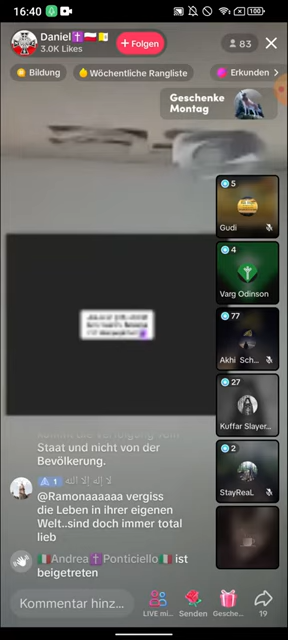 16:40
100
Daniel✝️🇵🇱🇻🇦
3.0K Likes
+ Folgen
83
Bildung
Wöchentliche Rangliste
Erkunden >
Geschenke
Montag
5
Gudi
4
Varg Odinson
77
Akhi Sch...
27
Kuffar Slayer...
2
StayReaL
Staat und nicht von der
Bevölkerung.
1 لا إله إلا الله
@Ramonaaaaaa vergiss
die Leben in ihrer eigenen
Welt..sind doch immer total
lieb
🇮🇹Andrea✝️Ponticiello🇮🇹 ist
beigetreten
Kommentar hinz...
LIVE mi...
Senden
Gesche...
19